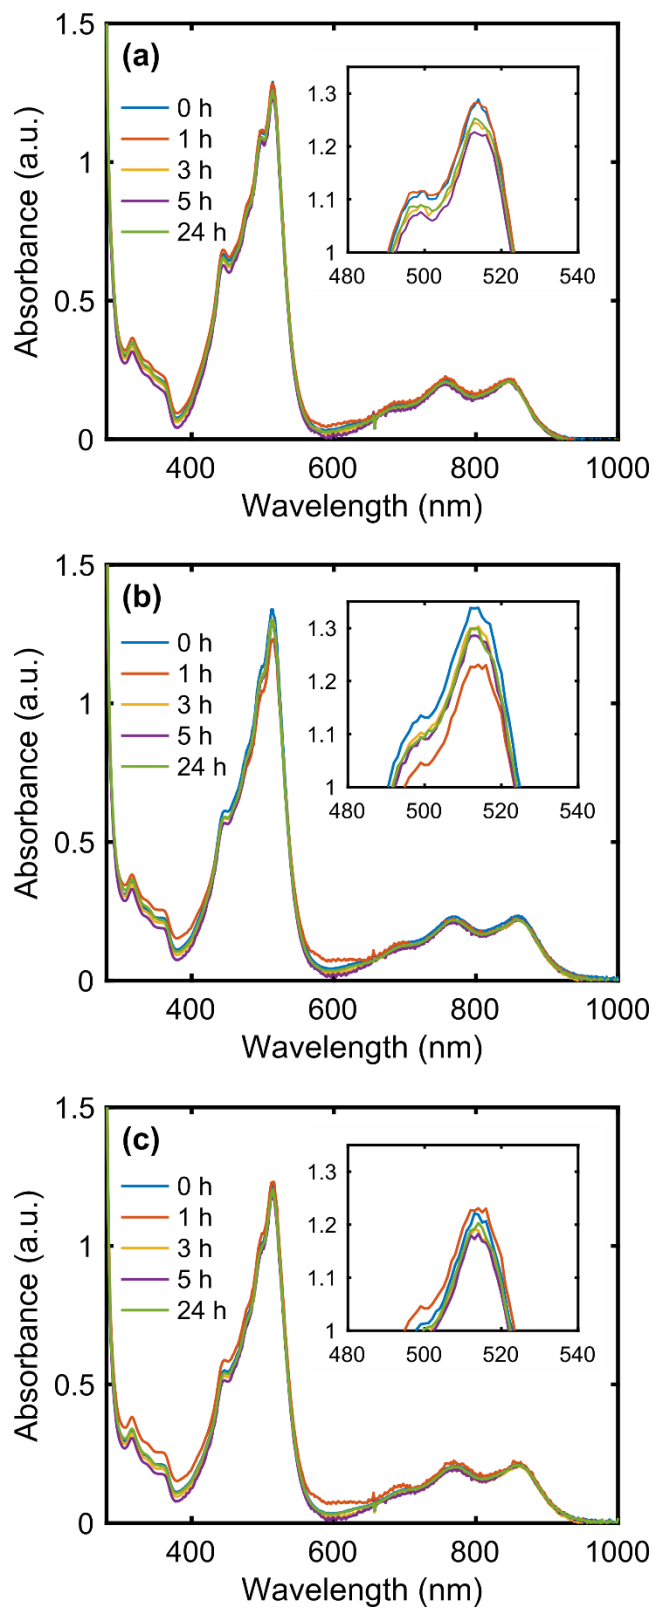 (a)
0 h
1 h
3 h
5 h
24 h
1.5
1
0.5
0
Absorbance (a.u.)
400
600
800
1000
Wavelength (nm)
1.3
1.2
1.1
1
480
500
520
540
(b)
0 h
1 h
3 h
5 h
24 h
1.5
1
0.5
0
Absorbance (a.u.)
400
600
800
1000
Wavelength (nm)
1.3
1.2
1.1
1
480
500
520
540
(c)
0 h
1 h
3 h
5 h
24 h
1.5
1
0.5
0
Absorbance (a.u.)
400
600
800
1000
Wavelength (nm)
1.3
1.2
1.1
1
480
500
520
540